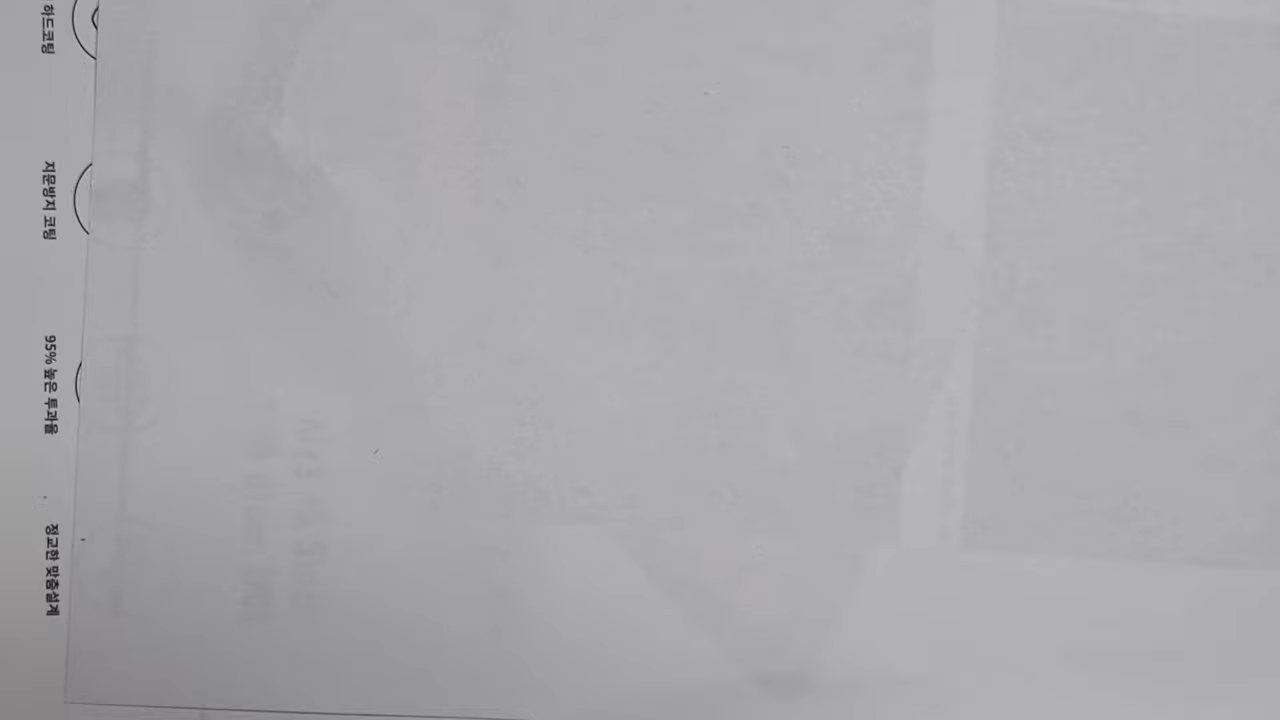 하드코팅
지문방지 코팅
95% 높은 투과율
정교한 맞춤설계